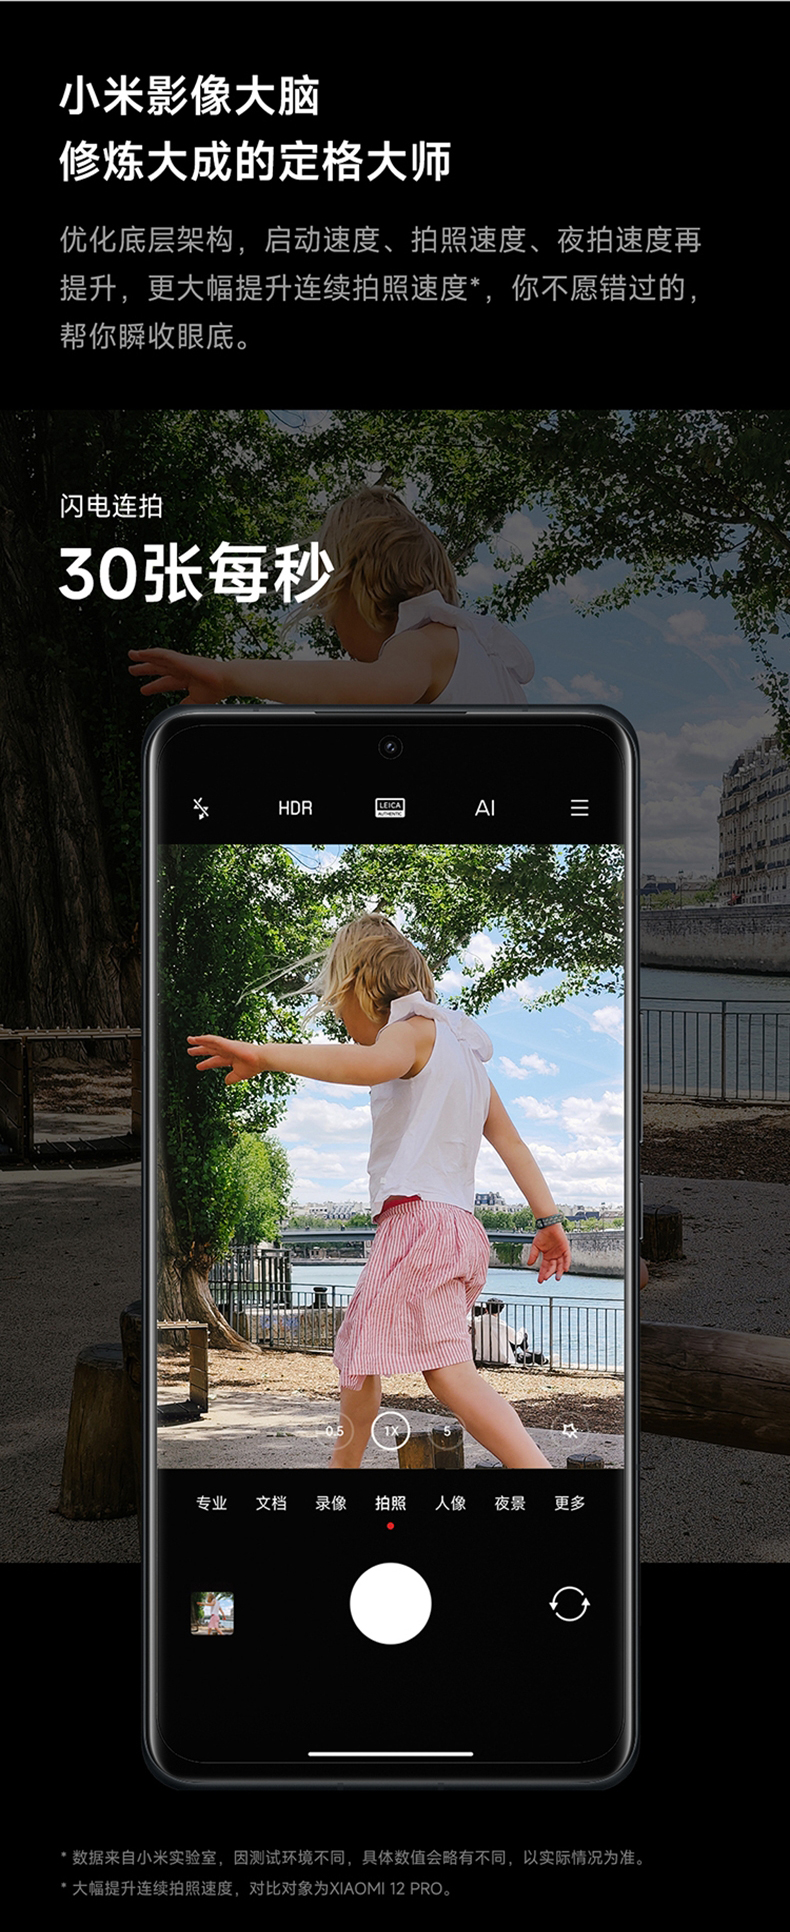 小米影像大脑
修炼大成的定格大师
优化底层架构，启动速度、拍照速度、夜拍速度再
提升，更大幅提升连续拍照速度*，你不愿错过的，
帮你瞬收眼底。
闪电连拍
30张每秒
HDR LEICA AUTHENTIC AI
0.5 1X 5
专业 文档 录像 拍照 人像 夜景 更多
* 数据来自小米实验室，因测试环境不同，具体数值会略有不同，以实际情况为准。
* 大幅提升连续拍照速度，对比对象为XIAOMI 12 PRO。